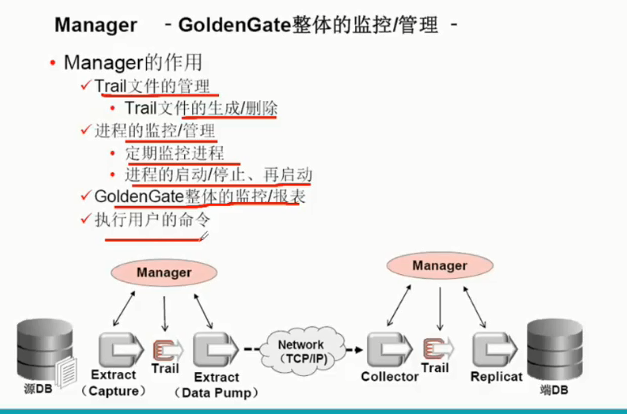 Manager - GoldenGate整体的监控/管理 -
Manager的作用
Trail文件的管理
Trail文件的生成/删除
进程的监控/管理
定期监控进程
进程的启动/停止、再启动
GoldenGate整体的监控/报表
执行用户的命令
Manager
Manager
源DB
Extract
(Capture)
Trail
Extract
(Data Pump)
Network
(TCP/IP)
Collector
Trail
Replicat
端DB